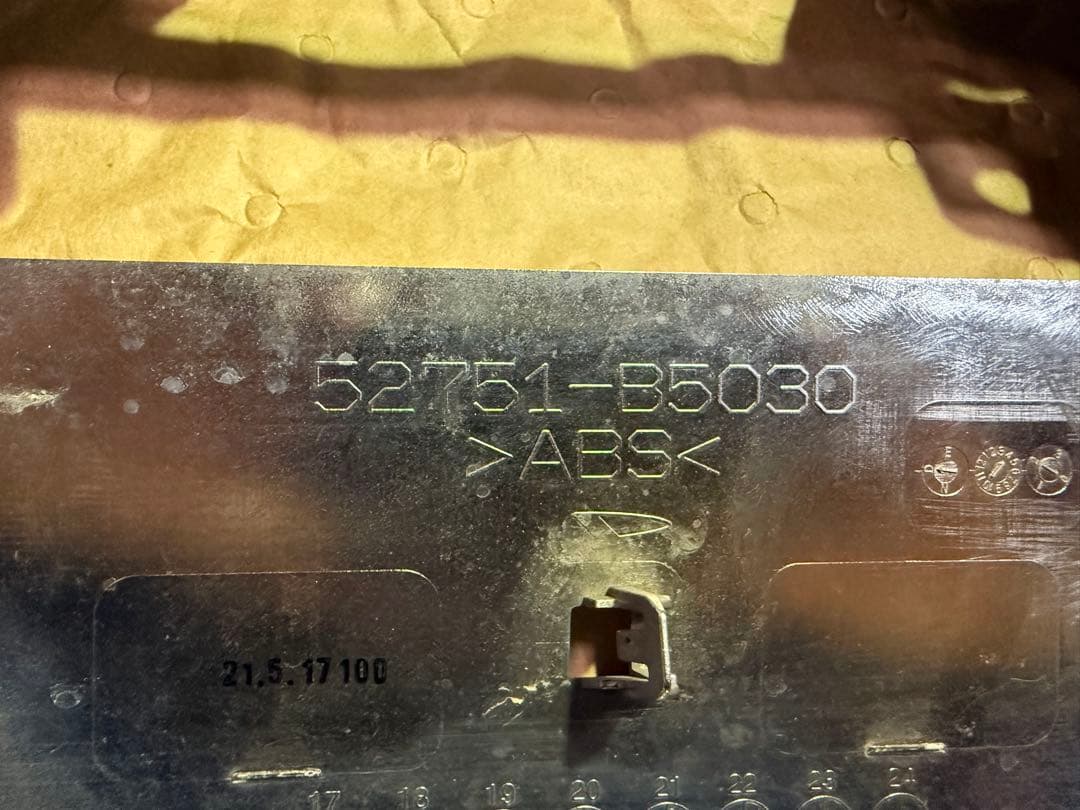 52751-B5030
>ABS<
21.5.17 100
17 18 19 20 21 22 23 24